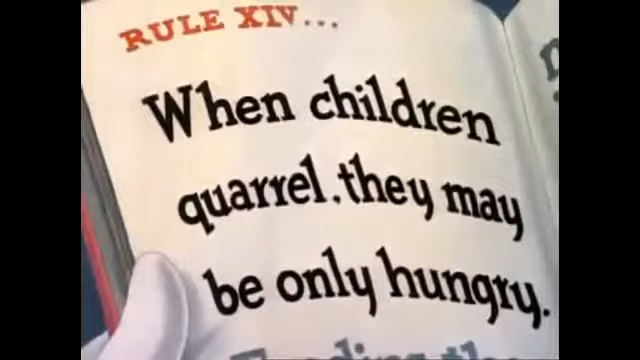 RULE XIV...
When children
quarrel, they may
be only hungry.